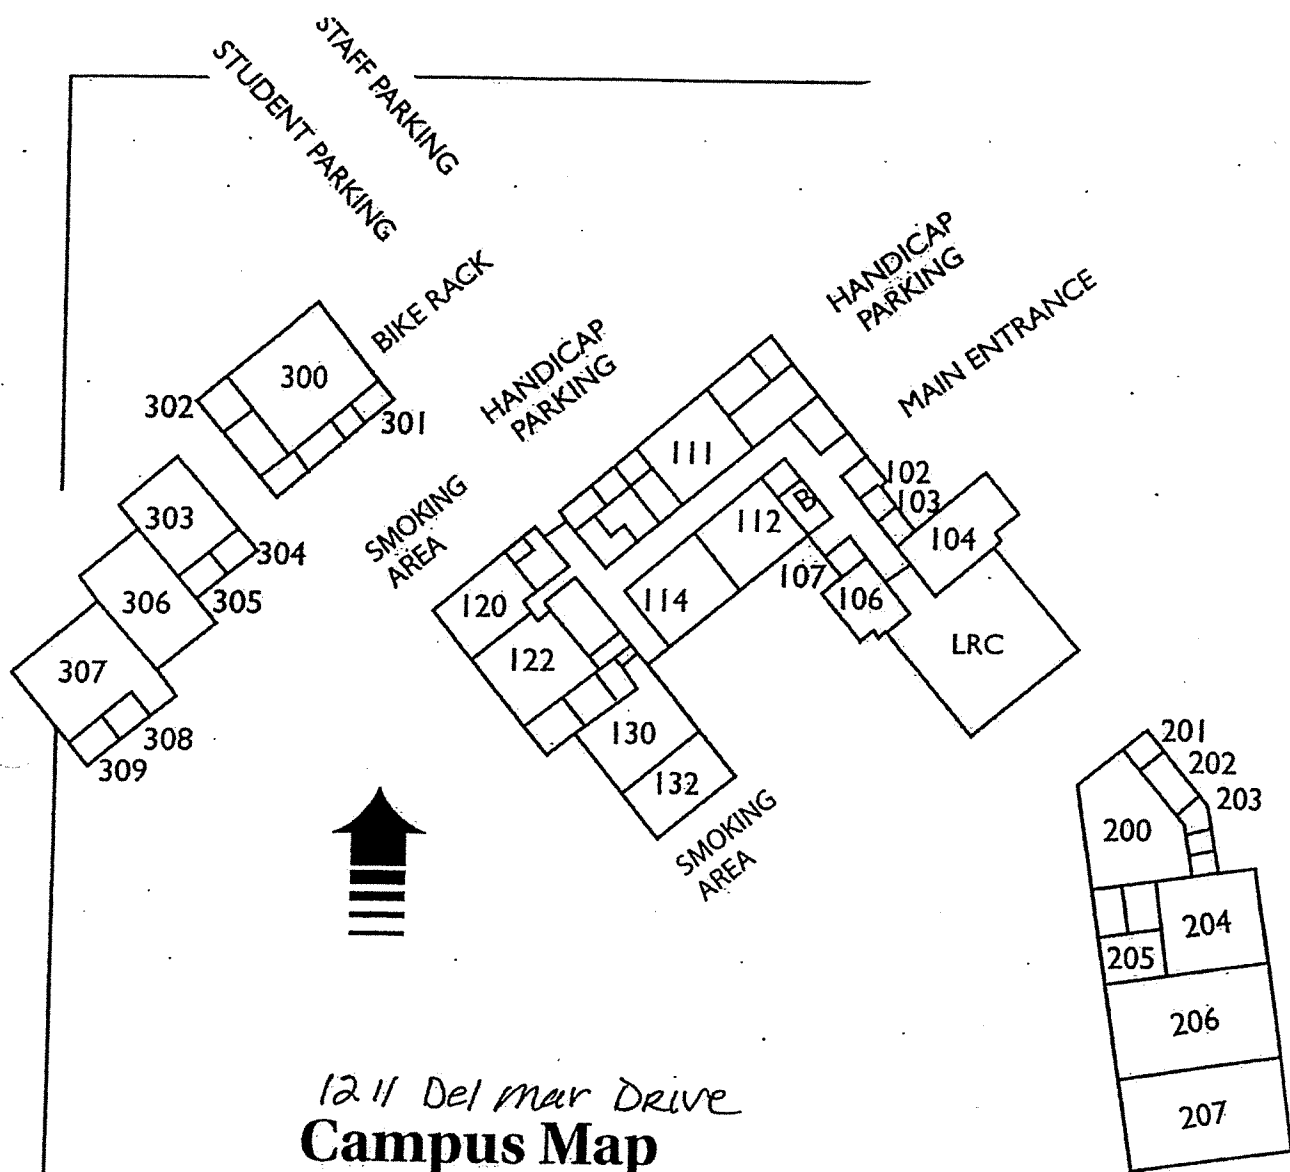 STAFF PARKING
STUDENT PARKING
BIKE RACK
HANDICAP
PARKING
HANDICAP
PARKING
MAIN ENTRANCE
300
302
301
303
304
305
306
307
308
309
SMOKING
AREA
111
112
B
114
102
103
104
107
106
LRC
120
122
130
132
SMOKING
AREA
201
202
203
200
204
205
206
207
1211 Del Mar Drive
Campus Map